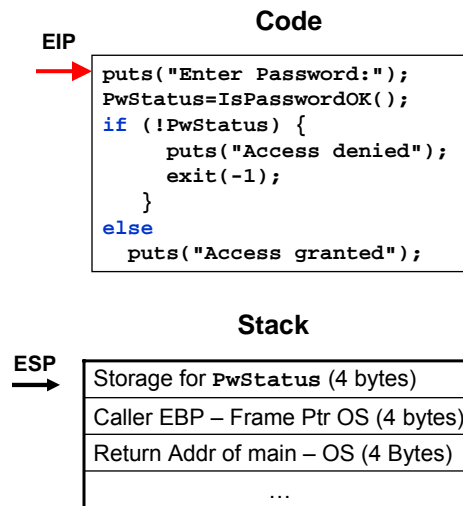 Code
EIP
puts("Enter Password:");
PwStatus=IsPasswordOK();
if (!PwStatus) {
puts("Access denied");
exit(-1);
}
else
puts("Access granted");
Stack
ESP
Storage for PwStatus (4 bytes)
Caller EBP – Frame Ptr OS (4 bytes)
Return Addr of main – OS (4 Bytes)
…